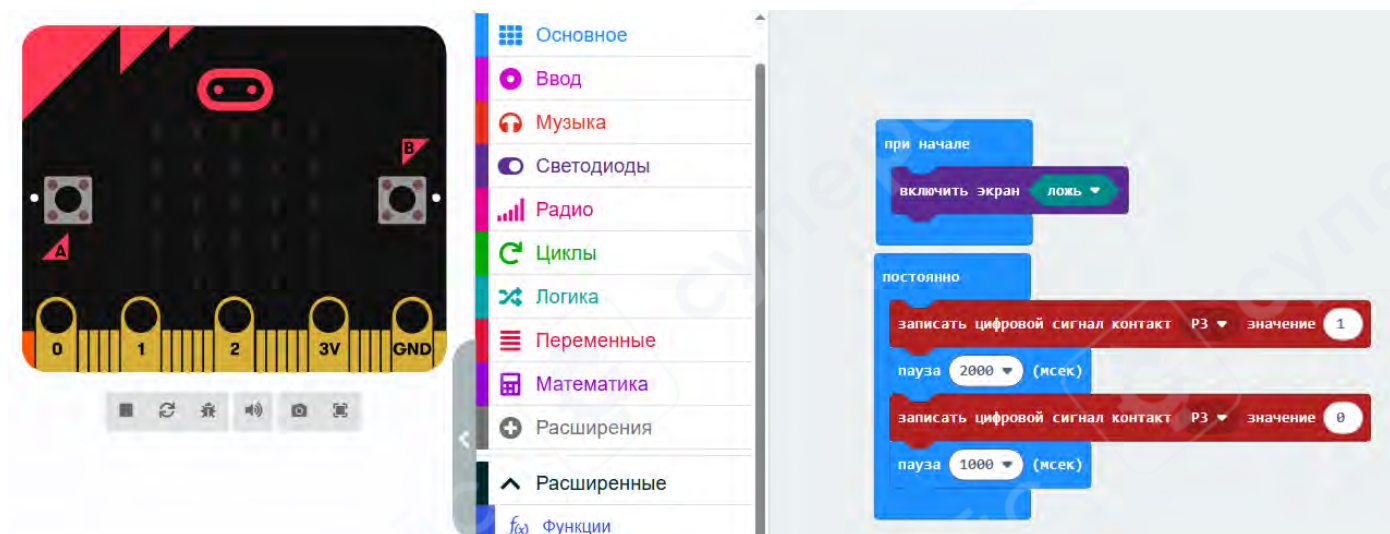 Основное
Ввод
Музыка
Светодиоды
Радио
Циклы
Логика
Переменные
Математика
Расширения
Расширенные
f(x) Функции
A
B
0 1 2 3V GND
при начале
включить экран ложь
постоянно
записать цифровой сигнал контакт P3 значение 1
пауза 2000 (мсек)
записать цифровой сигнал контакт P3 значение 0
пауза 1000 (мсек)